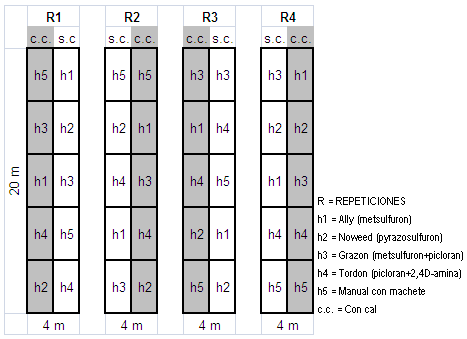 R1 R2 R3 R4
c.c. s.c s.c. c.c. c.c. s.c. s.c. c.c.
h5 h1 h5 h5 h3 h3 h3 h1
h3 h2 h2 h1 h1 h4 h2 h2
h1 h3 h4 h3 h4 h5 h1 h3
h4 h5 h1 h4 h2 h1 h4 h4
h2 h4 h3 h2 h5 h2 h5 h5
20 m
4 m 4 m 4 m 4 m
R = REPETICIONES
h1 = Ally (metsulfuron)
h2 = Noweed (pyrazosulfuron)
h3 = Grazon (metsulfuron+picloran)
h4 = Tordon (picloran+2,4D-amina)
h5 = Manual con machete
c.c. = Con cal